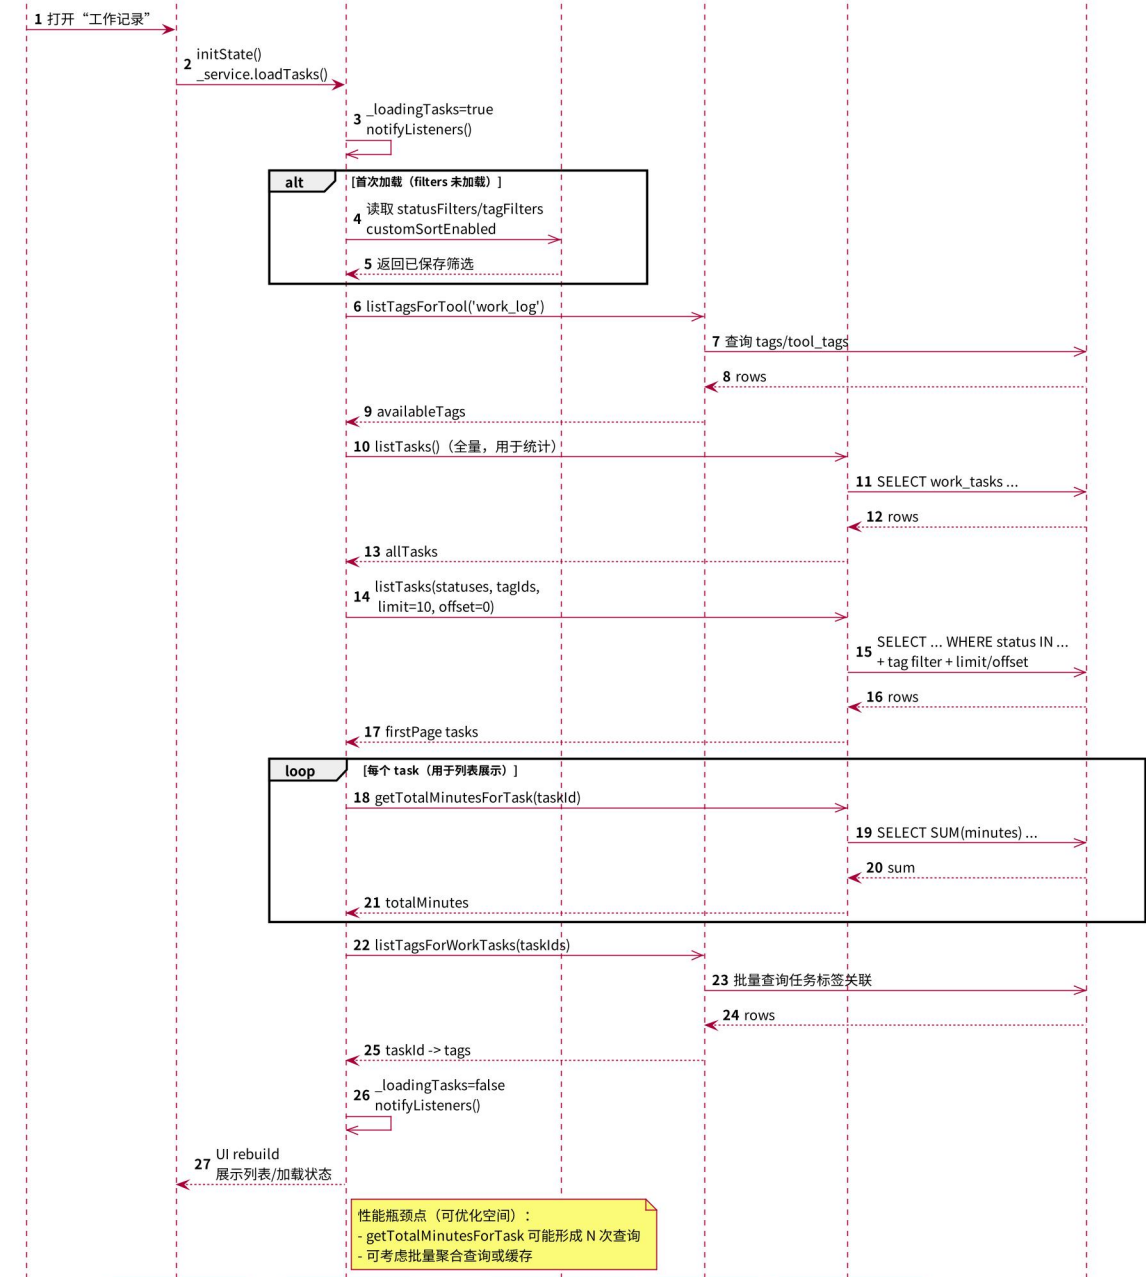 1 打开“工作记录”
initState()
2
_service.loadTasks()
_loadingTasks=true
3
notifyListeners()
alt [首次加载（filters 未加载）]
读取 statusFilters/tagFilters
4
customSortEnabled
5 返回已保存筛选
6 listTagsForTool('work_log')
7 查询 tags/tool_tags
8 rows
9 availableTags
10 listTasks()（全量，用于统计）
11 SELECT work_tasks ...
12 rows
13 allTasks
listTasks(statuses, tagIds,
14
limit=10, offset=0)
SELECT ... WHERE status IN ...
15
+ tag filter + limit/offset
16 rows
17 firstPage tasks
loop [每个 task（用于列表展示）]
18 getTotalMinutesForTask(taskId)
19 SELECT SUM(minutes) ...
20 sum
21 totalMinutes
22 listTagsForWorkTasks(taskIds)
23 批量查询任务标签关联
24 rows
25 taskId -> tags
_loadingTasks=false
26
notifyListeners()
UI rebuild
27
展示列表/加载状态
性能瓶颈点（可优化空间）：
- getTotalMinutesForTask 可能形成 N 次查询
- 可考虑批量聚合查询或缓存